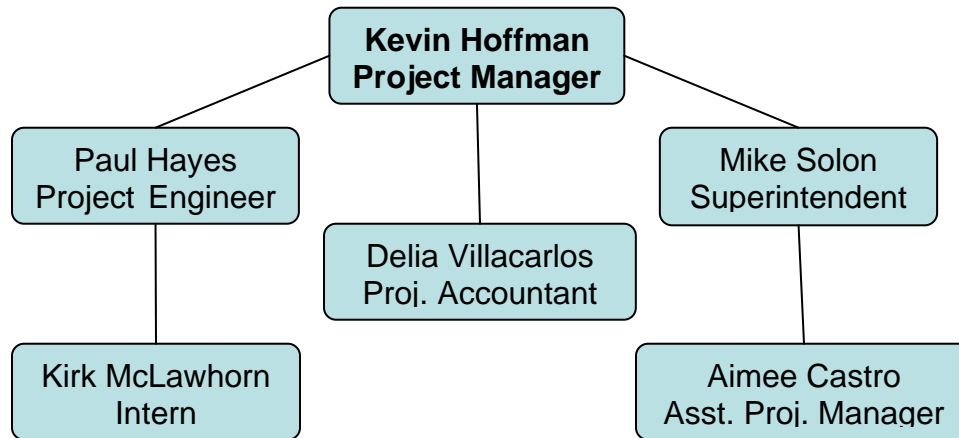 Kevin Hoffman
Project Manager
Paul Hayes
Project Engineer
Mike Solon
Superintendent
Delia Villacarlos
Proj. Accountant
Kirk McLawhorn
Intern
Aimee Castro
Asst. Proj. Manager